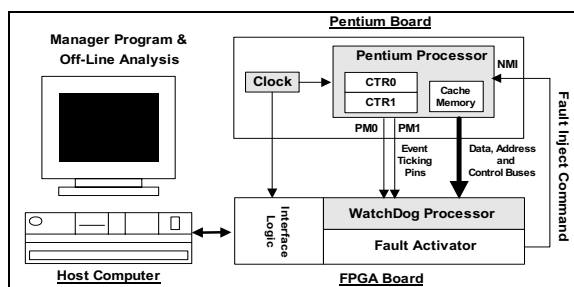 Pentium Board
Manager Program &
Off-Line Analysis
Pentium Processor
NMI
Clock
CTR0
CTR1
Cache
Memory
PM0
PM1
Event
Ticking
Pins
Data, Address
and
Control Buses
Fault Inject Command
Interface
Logic
WatchDog Processor
Fault Activator
Host Computer
FPGA Board